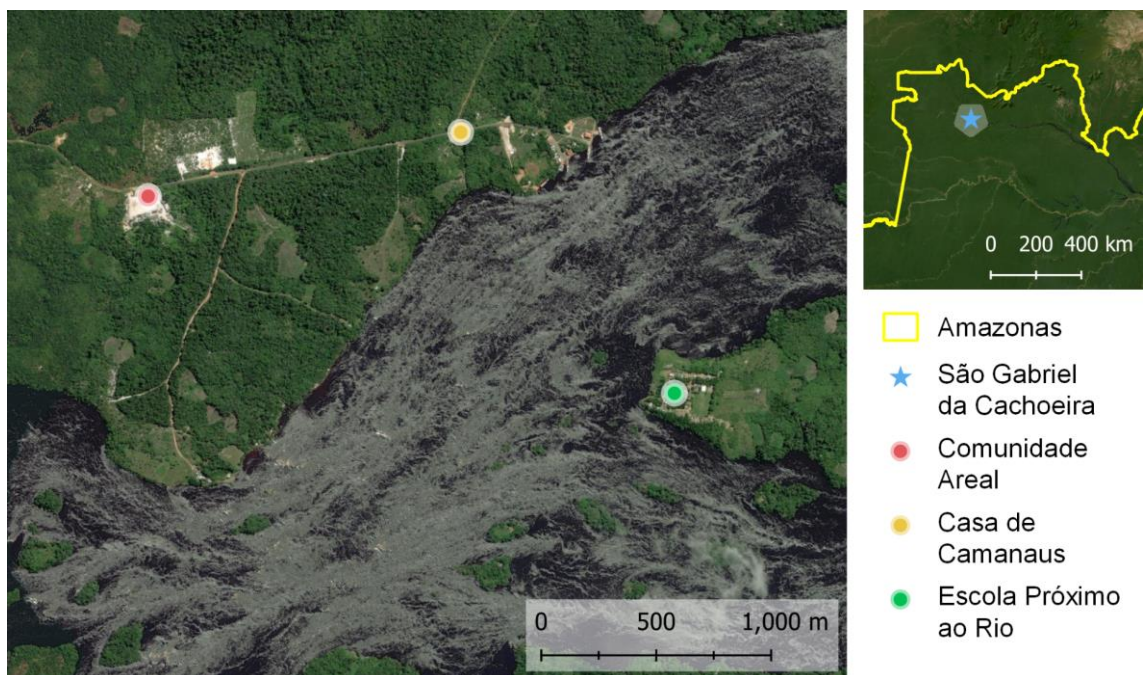 0 500 1,000 m
0 200 400 km
Amazonas
São Gabriel
da Cachoeira
Comunidade
Areal
Casa de
Camanaus
Escola Próximo
ao Rio